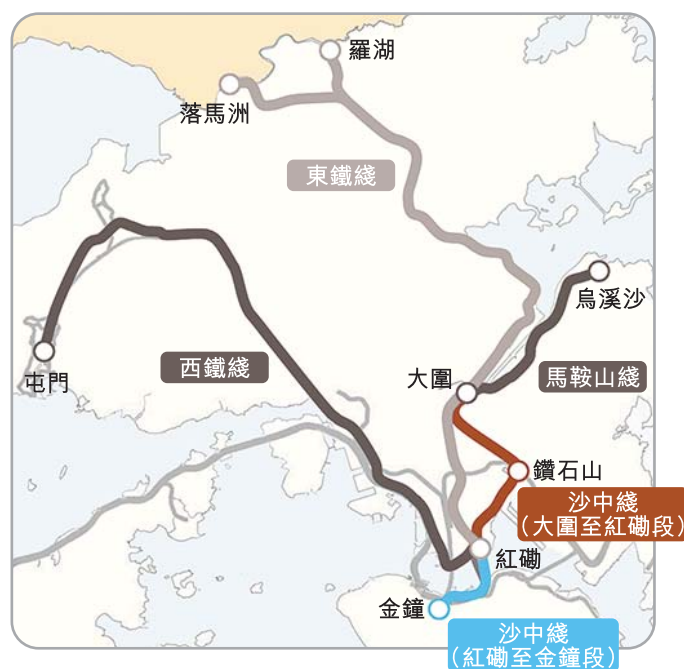 羅湖
落馬洲
東鐵綫
烏溪沙
西鐵綫
大圍
馬鞍山綫
屯門
鑽石山
沙中綫
（大圍至紅磡段）
紅磡
金鐘
沙中綫
（紅磡至金鐘段）